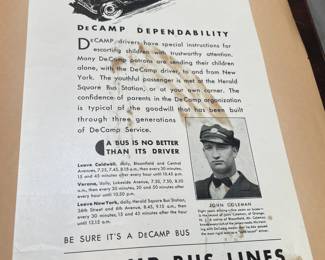 DeCAMP DEPENDABILITY
DeCAMP drivers have special instructions for
escorting children with trustworthy attention.
Many DeCamp patrons are sending their children
alone, with the DeCamp driver, to and from New
York. The youthful passenger is met at the Herald
Square Bus Station, or at your own corner. The
confidence of parents in the DeCamp organization
is typical of the goodwill that has been built
through three generations
of DeCamp Service.
A BUS IS NO BETTER
THAN ITS DRIVER
Leave Caldwell, daily, Bloomfield and Central
Avenues, 7.25, 7.45, 8.15 a.m., then every 30 minutes,
15 and 45 minutes after every hour until 10.45 p.m.
Verona, daily, Lakeside Avenue, 7.30, 7.50, 8.20
a.m., then every 30 minutes, 20 and 50 minutes
after every hour until 10.50 p.m.
Leave New York, daily, Herald Square Bus Station,
36th Street and 6th Avenue, 8.45, 9.15 a.m., then
every 30 minutes, 15 and 45 minutes after the hour
until 12.15 p.m.
JOHN COLEMAN
BE SURE IT'S A DeCAMP BUS
BUS LINES